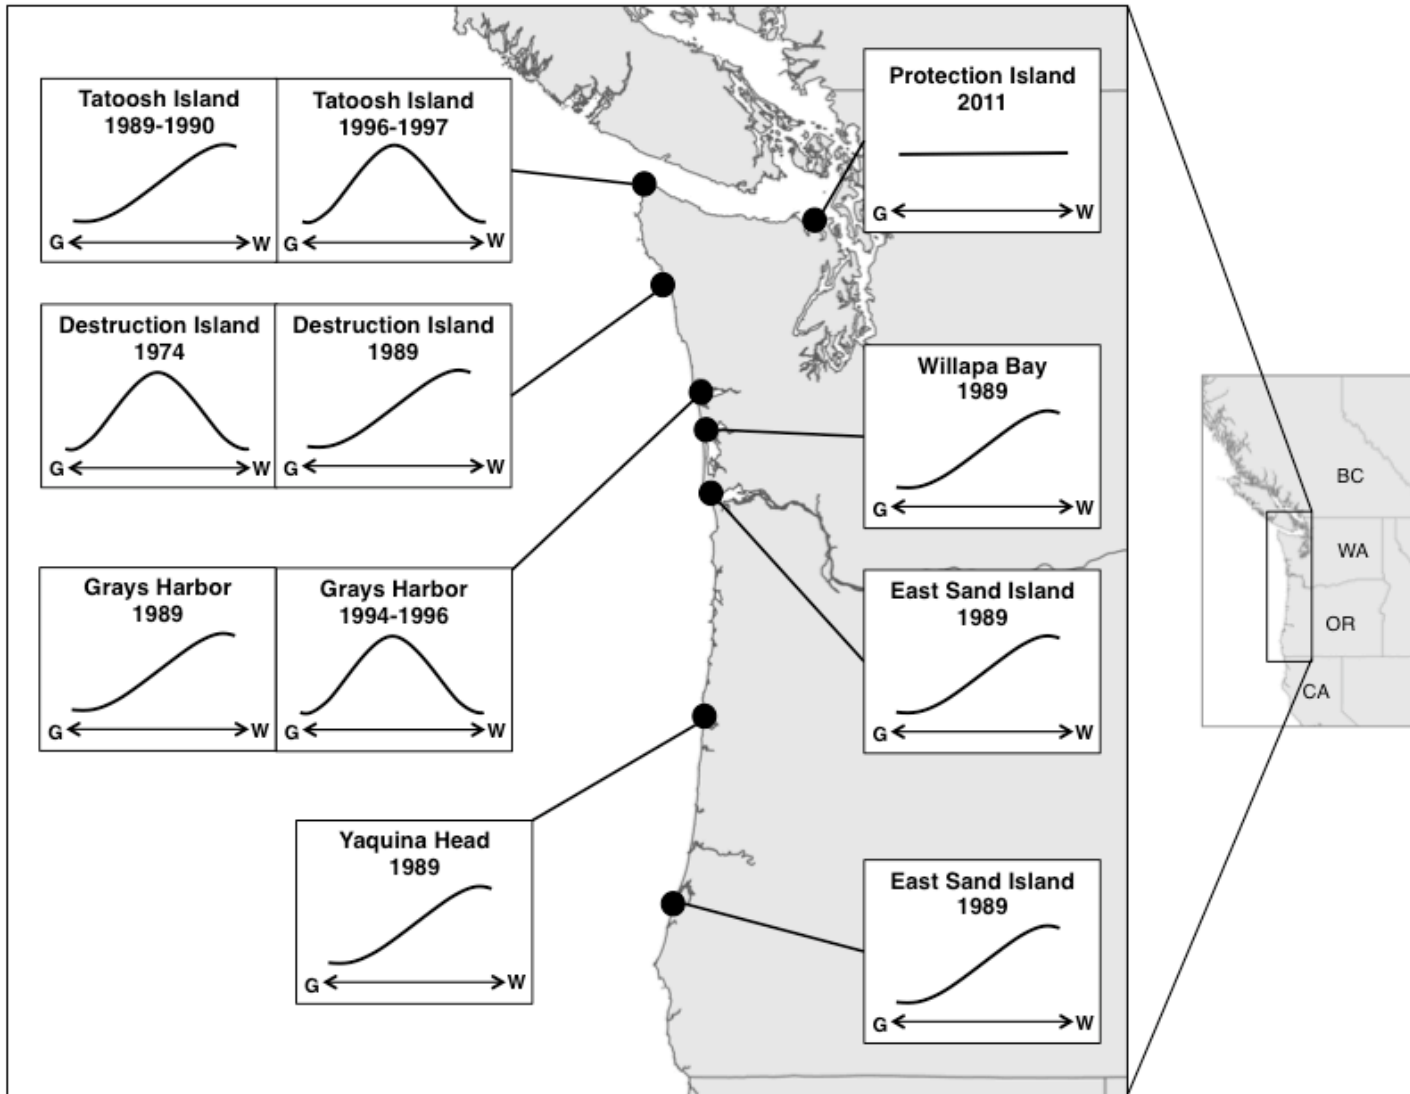 Tatoosh Island
1989-1990
G W
Tatoosh Island
1996-1997
G W
Protection Island
2011
G W
Destruction Island
1974
G W
Destruction Island
1989
G W
Willapa Bay
1989
G W
Grays Harbor
1989
G W
Grays Harbor
1994-1996
G W
East Sand Island
1989
G W
Yaquina Head
1989
G W
East Sand Island
1989
G W
BC
WA
OR
CA